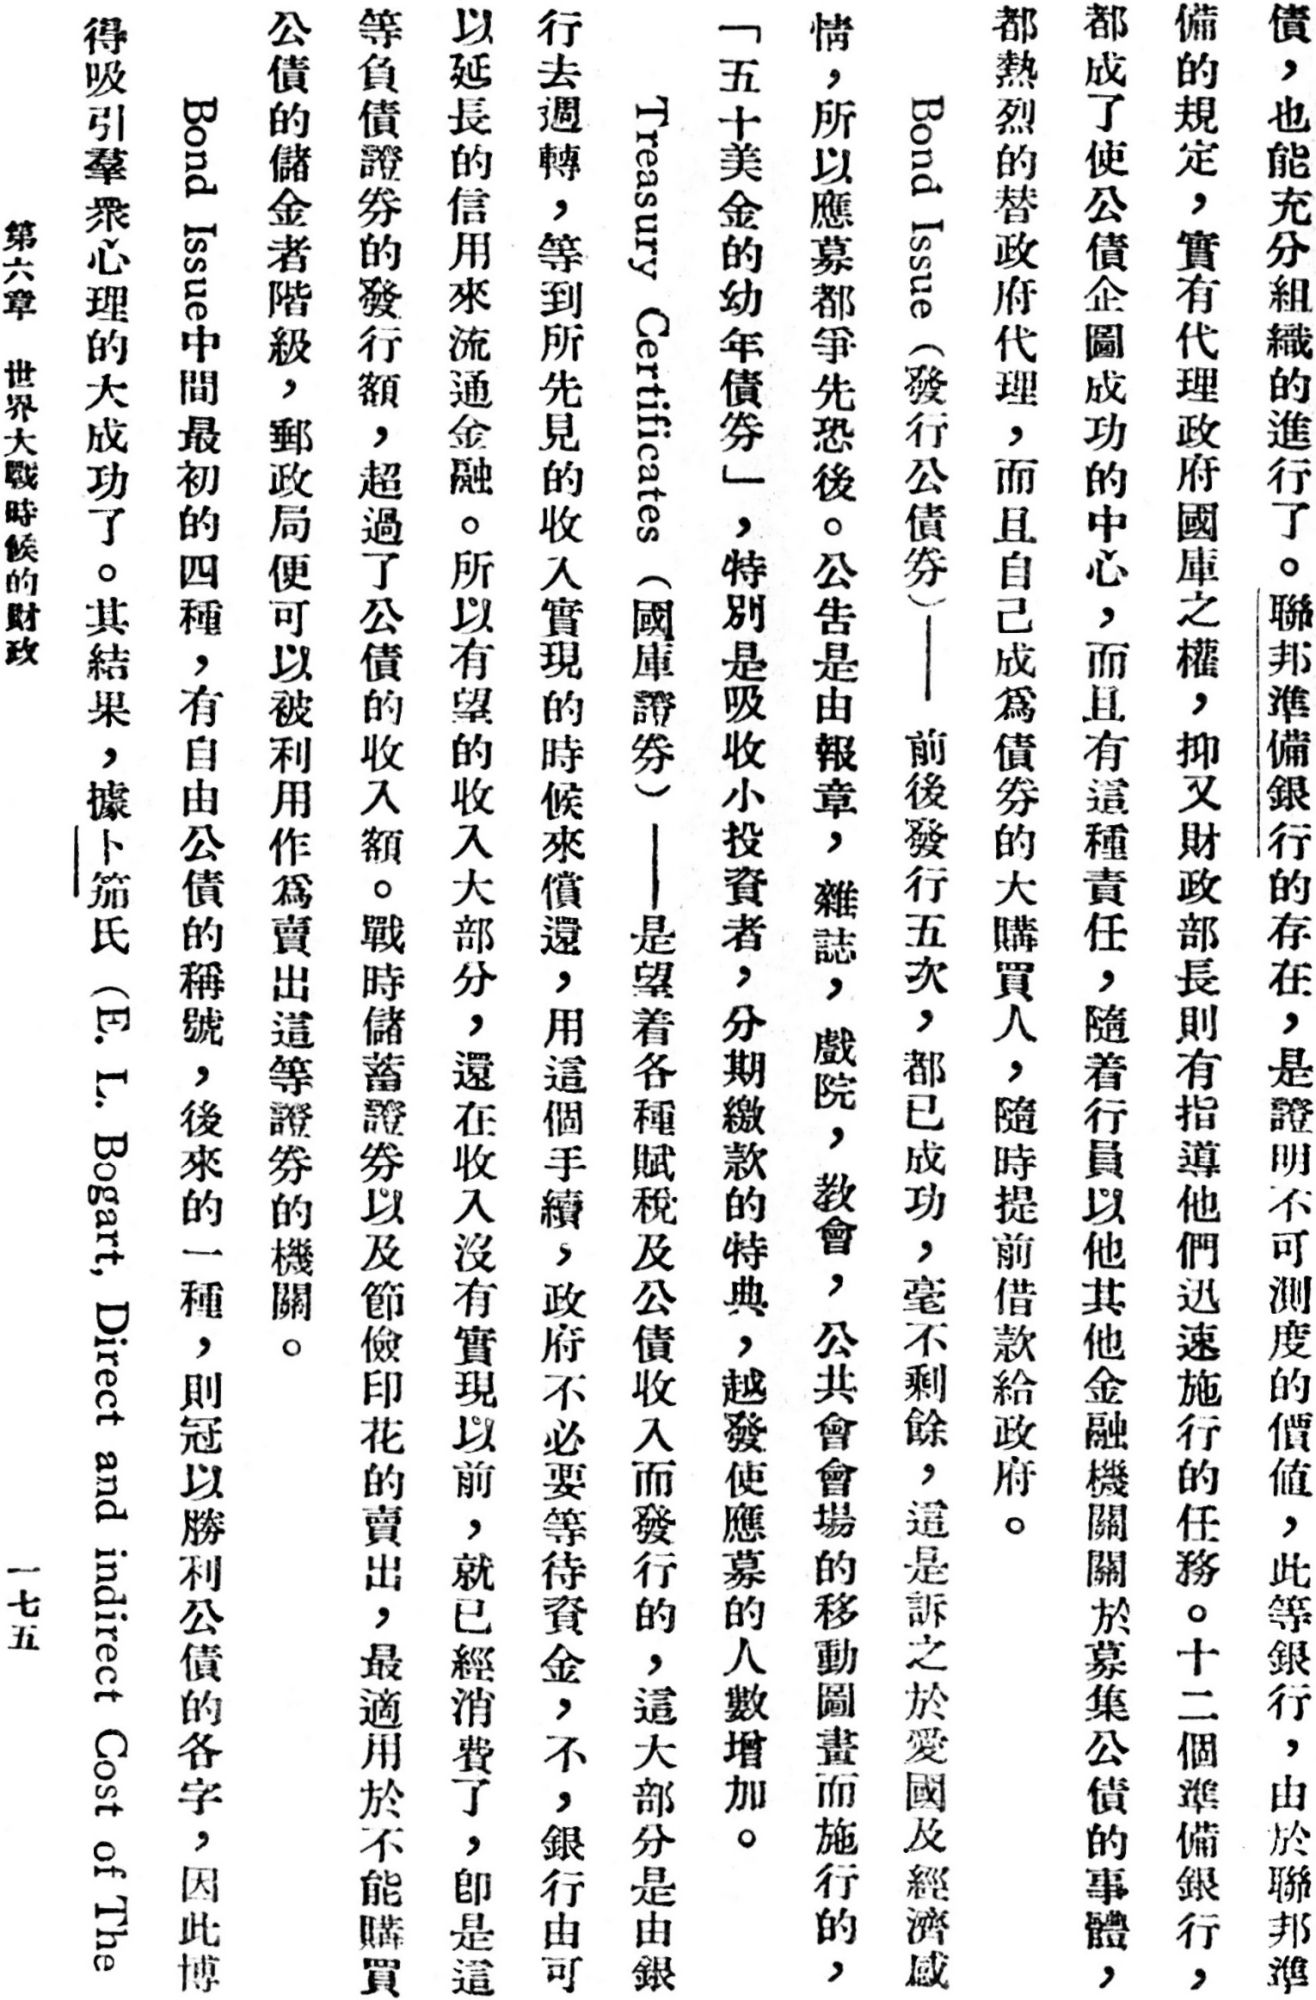 債，也能充分組織的進行了。聯邦準備銀行的存在，是證明不可測度的價值，此等銀行，由於聯邦準
備的規定，實有代理政府國庫之權，抑又財政部長則有指導他們迅速施行的任務。十二個準備銀行，
都成了使公債企圖成功的中心，而且有這種責任，隨着行員以他其他金融機關關於募集公債的事體，
都熱烈的替政府代理，而且自己成爲債券的大購買人，隨時提前借款給政府。
Bond Issue（發行公債券）——前後發行五次，都已成功，毫不剩餘，這是訴之於愛國及經濟感
情，所以應募都爭先恐後。公告是由報章，雜誌，戲院，教會，公共會會場的移動圖畫而施行的，
「五十美金的幼年債券」，特別是吸收小投資者，分期繳款的特典，越發使應募的人數增加。
Treasury Certificates（國庫證券）——是望着各種賦稅及公債收入而發行的，這大部分是由銀
行去週轉，等到所先見的收入實現的時候來償還，用這個手續，政府不必要等待資金，不，銀行由可
以延長的信用來流通金融。所以有望的收入大部分，還在收入沒有實現以前，就已經消費了，卽是這
等負債證券的發行額，超過了公債的收入額。戰時儲蓄證券以及節儉印花的賣出，最適用於不能購買
公債的儲金者階級，郵政局便可以被利用作爲賣出這等證券的機關。
Bond Issue中間最初的四種，有自由公債的稱號，後來的一種，則冠以勝利公債的各字，因此博
得吸引羣衆心理的大成功了。其結果，據卜笳氏（E. L. Bogart, Direct and indirect Cost of The
第六章　世界大戰時候的財政
一七五